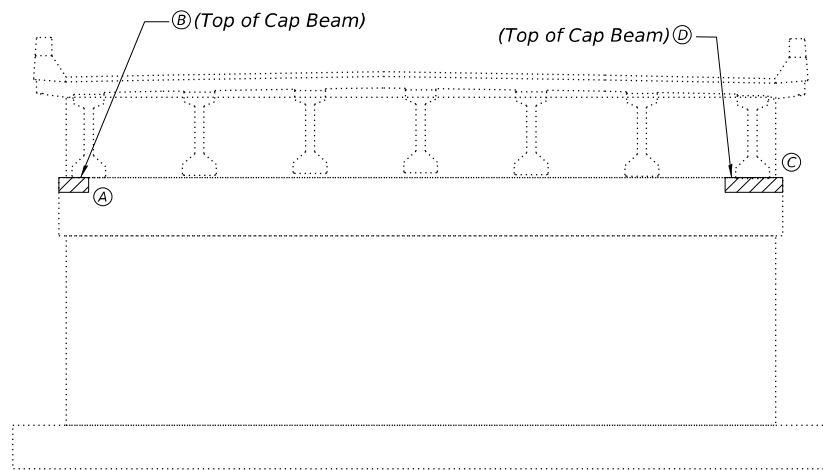 Ⓑ (Top of Cap Beam)
(Top of Cap Beam) Ⓓ
Ⓒ
Ⓐ